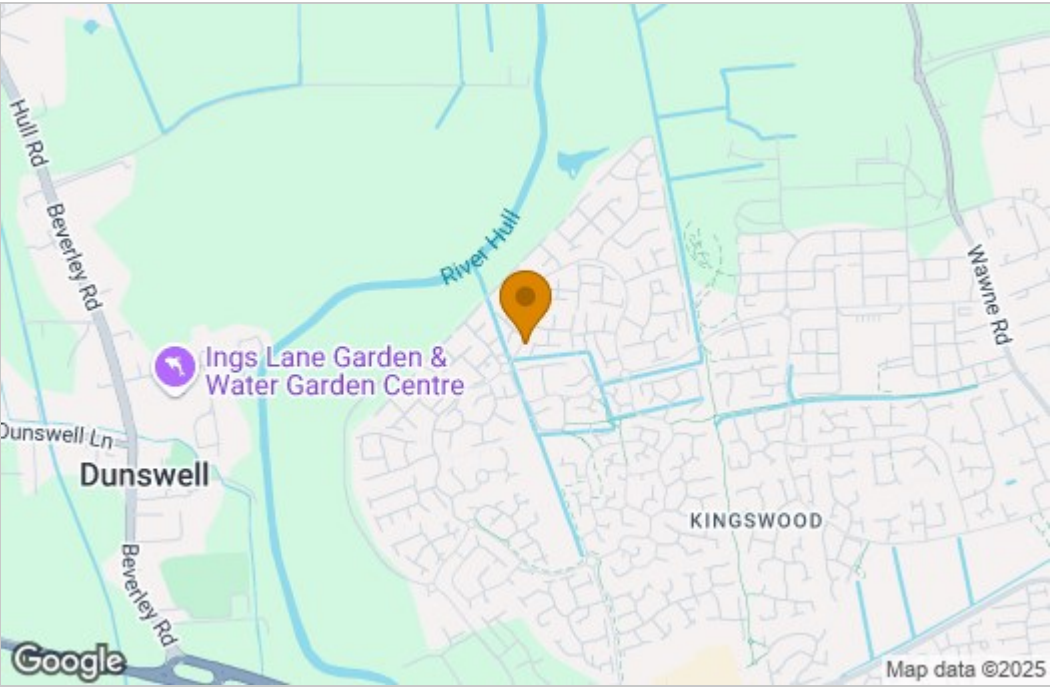 Hull Rd
Beverley Rd
River Hull
Wawne Rd
Ings Lane Garden &
Water Garden Centre
Dunswell Ln
Dunswell
KINGSWOOD
Beverley Rd
Google
Map data ©2025